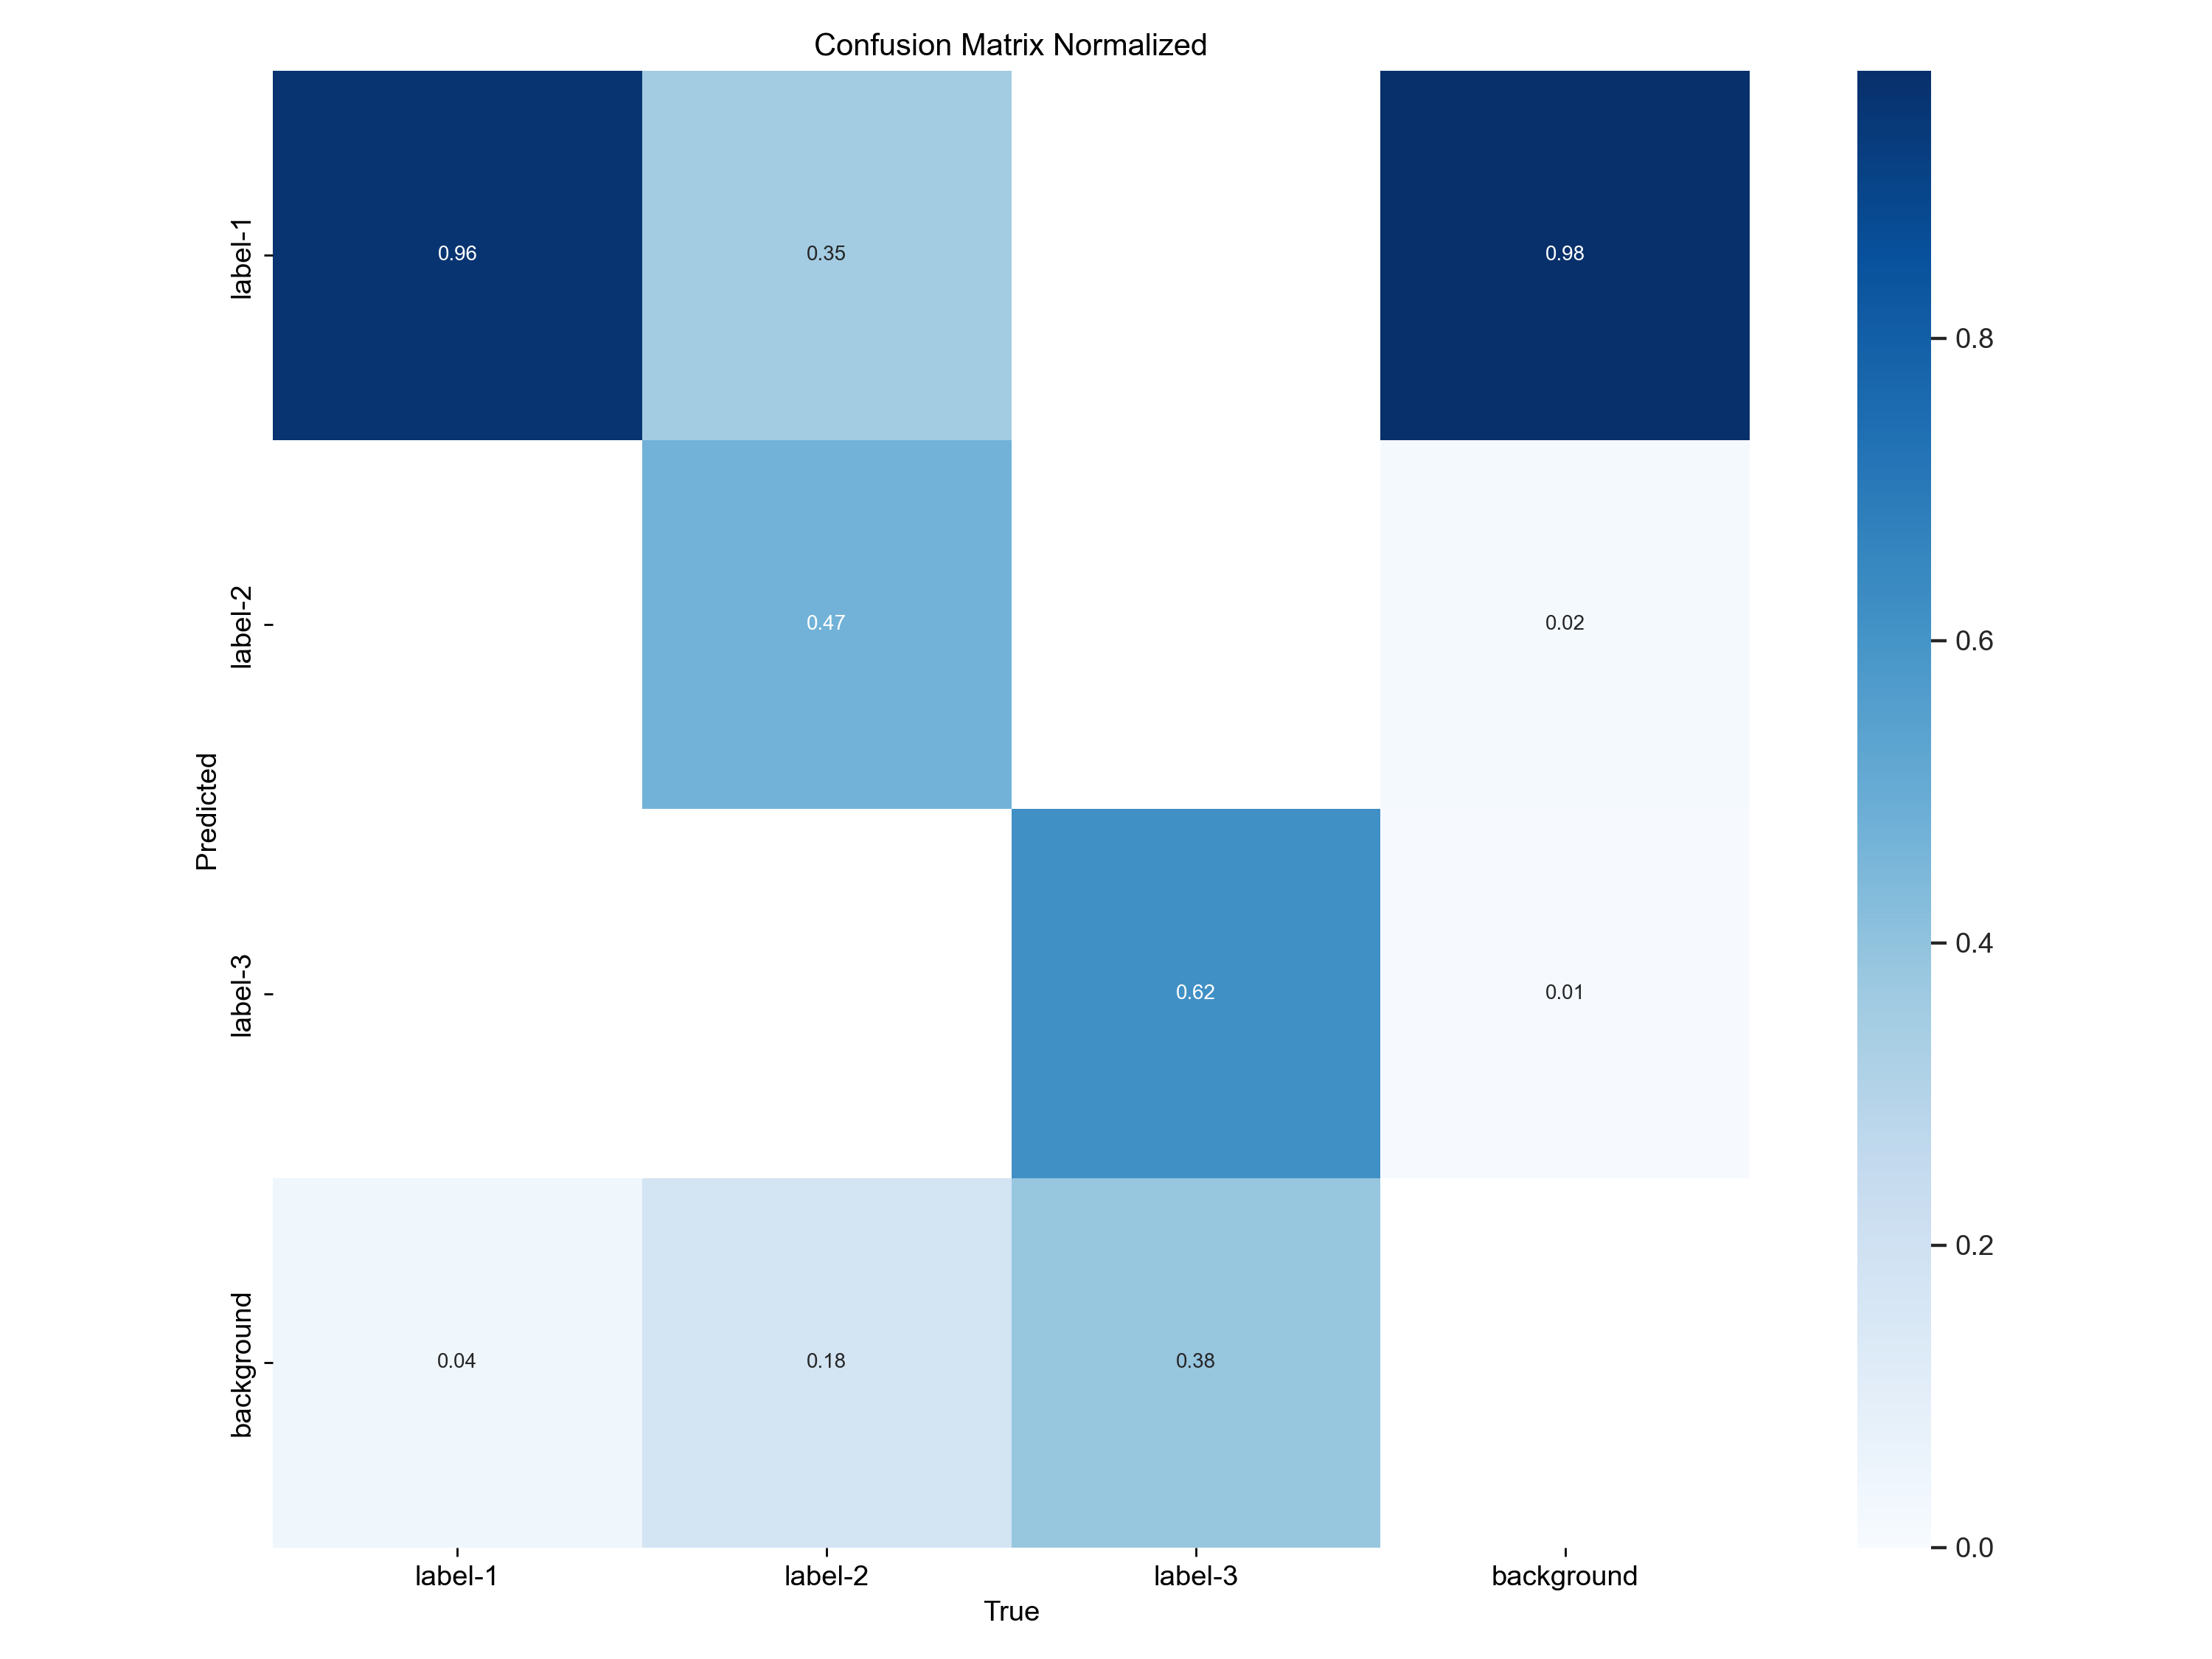 Confusion Matrix Normalized
label-1
0.96
0.35
0.98
0.8
label-2
0.47
0.02
0.6
Predicted
label-3
0.62
0.01
0.4
background
0.04
0.18
0.38
0.2
0.0
label-1
label-2
label-3
background
True